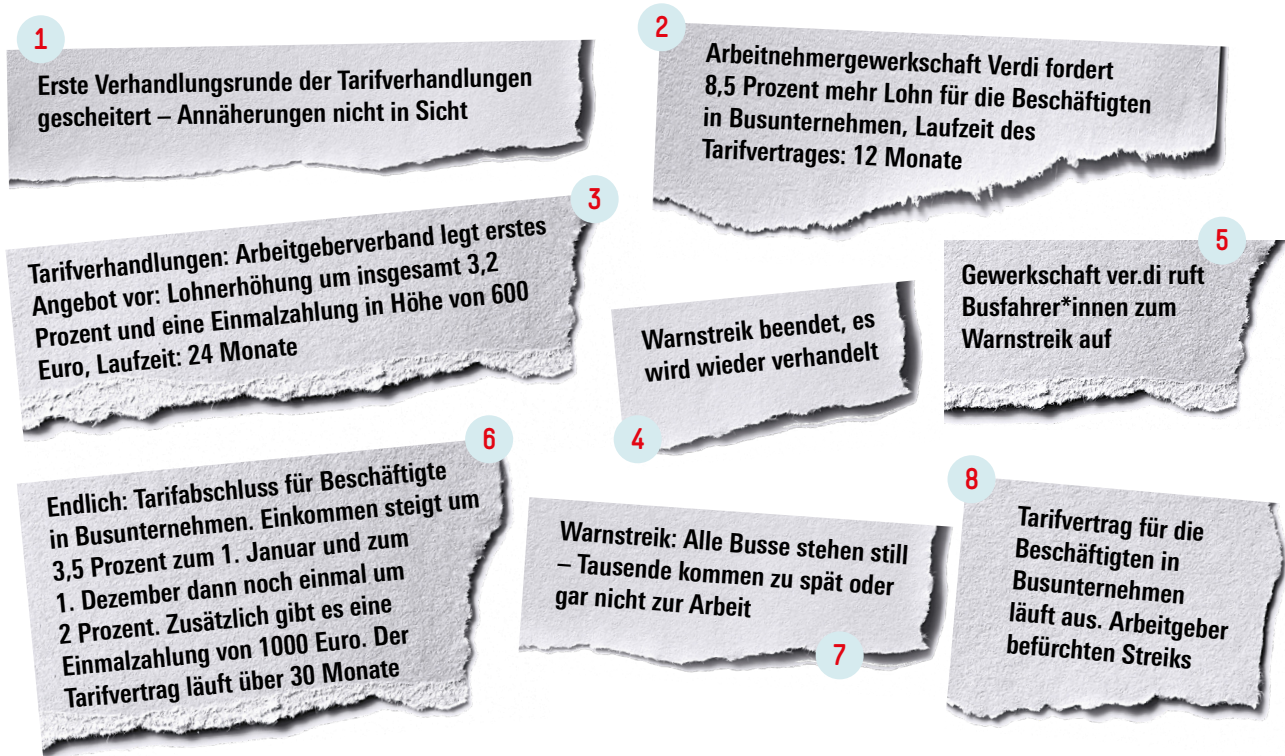 1
Erste Verhandlungsrunde der Tarifverhandlungen
gescheitert – Annäherungen nicht in Sicht
2
Arbeitnehmergewerkschaft Verdi fordert
8,5 Prozent mehr Lohn für die Beschäftigten
in Busunternehmen, Laufzeit des
Tarifvertrages: 12 Monate
3
Tarifverhandlungen: Arbeitgeberverband legt erstes
Angebot vor: Lohnerhöhung um insgesamt 3,2
Prozent und eine Einmalzahlung in Höhe von 600
Euro, Laufzeit: 24 Monate
Warnstreik beendet, es
wird wieder verhandelt
4
5
Gewerkschaft ver.di ruft
Busfahrer*innen zum
Warnstreik auf
6
Endlich: Tarifabschluss für Beschäftigte
in Busunternehmen. Einkommen steigt um
3,5 Prozent zum 1. Januar und zum
1. Dezember dann noch einmal um
2 Prozent. Zusätzlich gibt es eine
Einmalzahlung von 1000 Euro. Der
Tarifvertrag läuft über 30 Monate
Warnstreik: Alle Busse stehen still
– Tausende kommen zu spät oder
gar nicht zur Arbeit
7
8
Tarifvertrag für die
Beschäftigten in
Busunternehmen
läuft aus. Arbeitgeber
befürchten Streiks